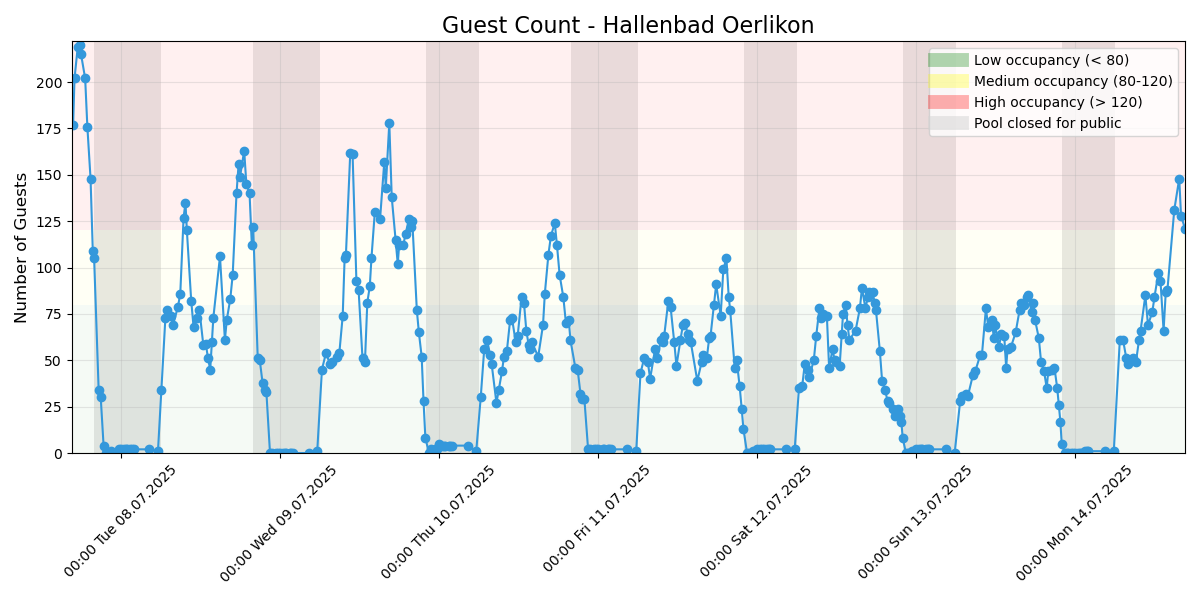 Guest Count - Hallenbad Oerlikon
Number of Guests
200
175
150
125
100
75
50
25
0
Low occupancy (< 80)
Medium occupancy (80-120)
High occupancy (> 120)
Pool closed for public
00:00 Tue 08.07.2025
00:00 Wed 09.07.2025
00:00 Thu 10.07.2025
00:00 Fri 11.07.2025
00:00 Sat 12.07.2025
00:00 Sun 13.07.2025
00:00 Mon 14.07.2025